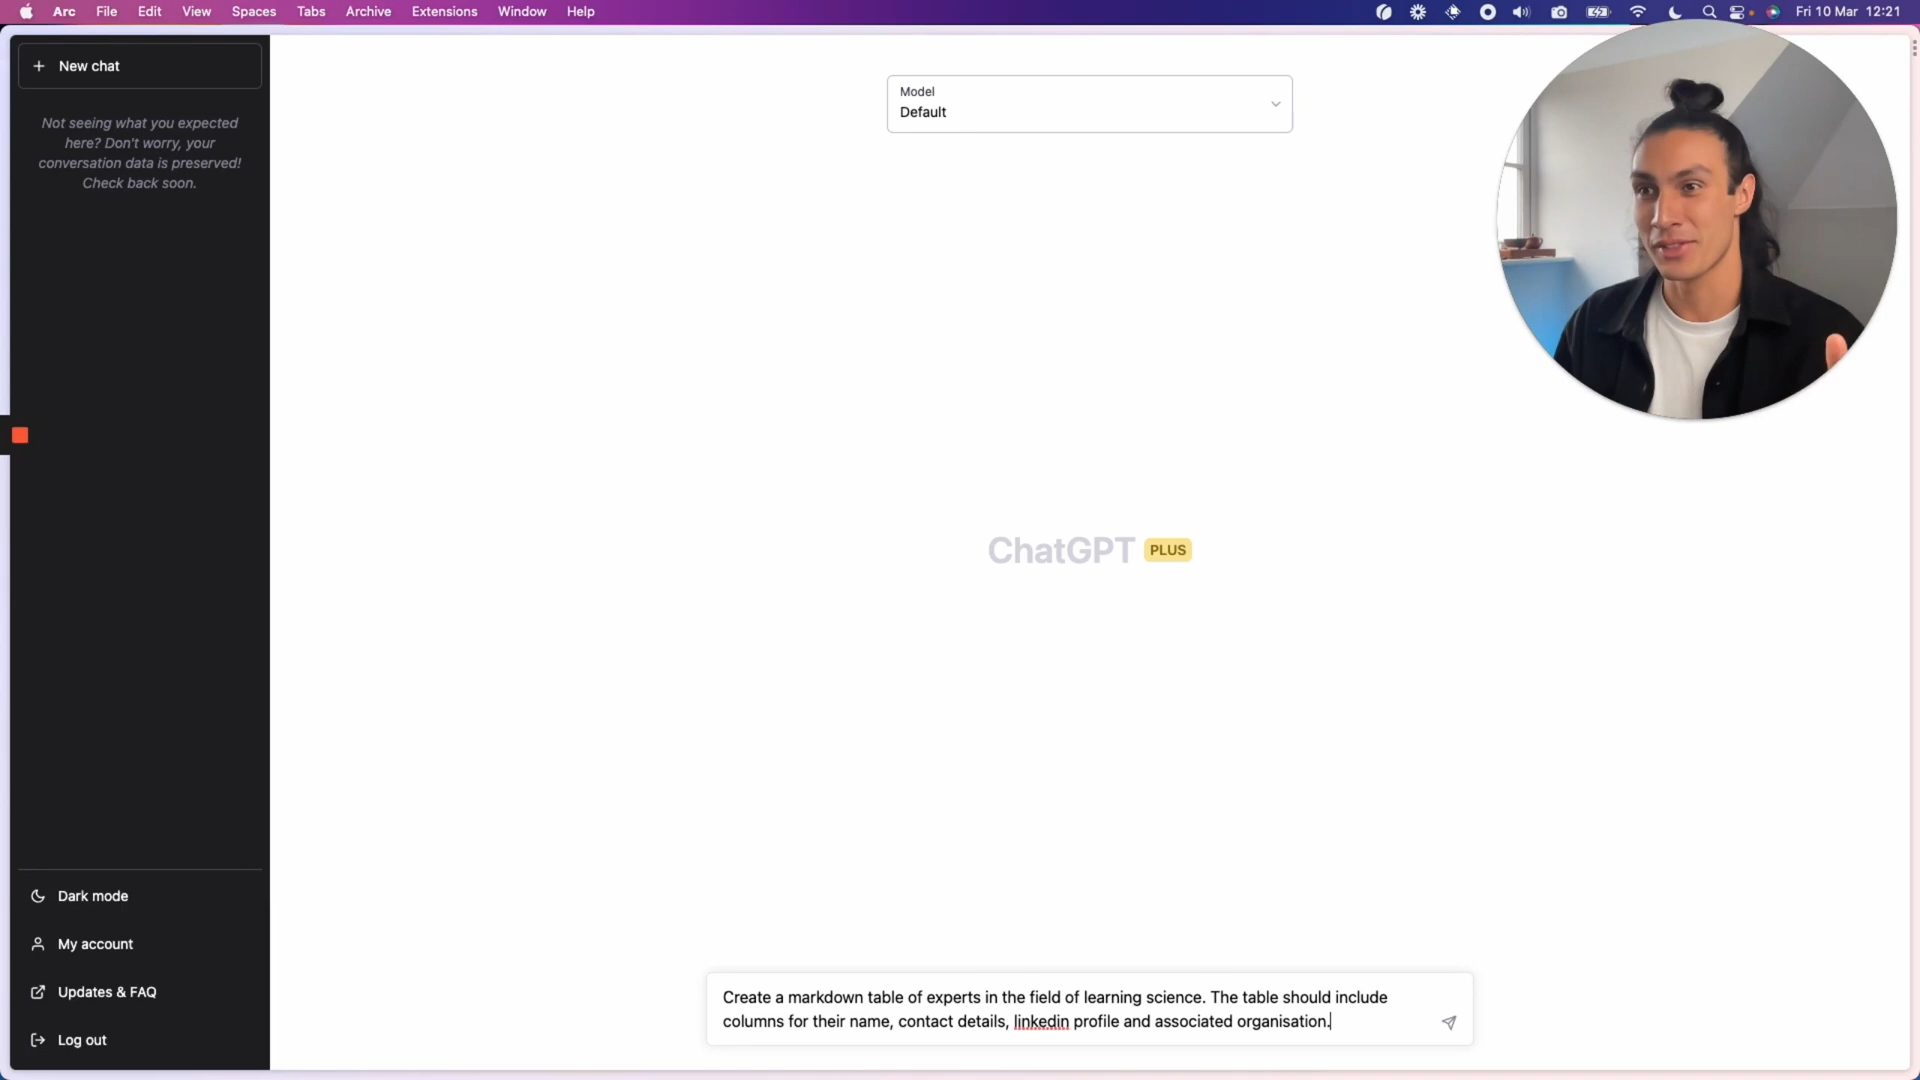 Arc File Edit View Spaces Tabs Archive Extensions Window Help Fri 10 Mar 12:21
+ New chat
Not seeing what you expected
here? Don't worry, your
conversation data is preserved!
Check back soon.
Model
Default
ChatGPT PLUS
Dark mode
My account
Updates & FAQ
Log out
Create a markdown table of experts in the field of learning science. The table should include
columns for their name, contact details, linkedin profile and associated organisation.